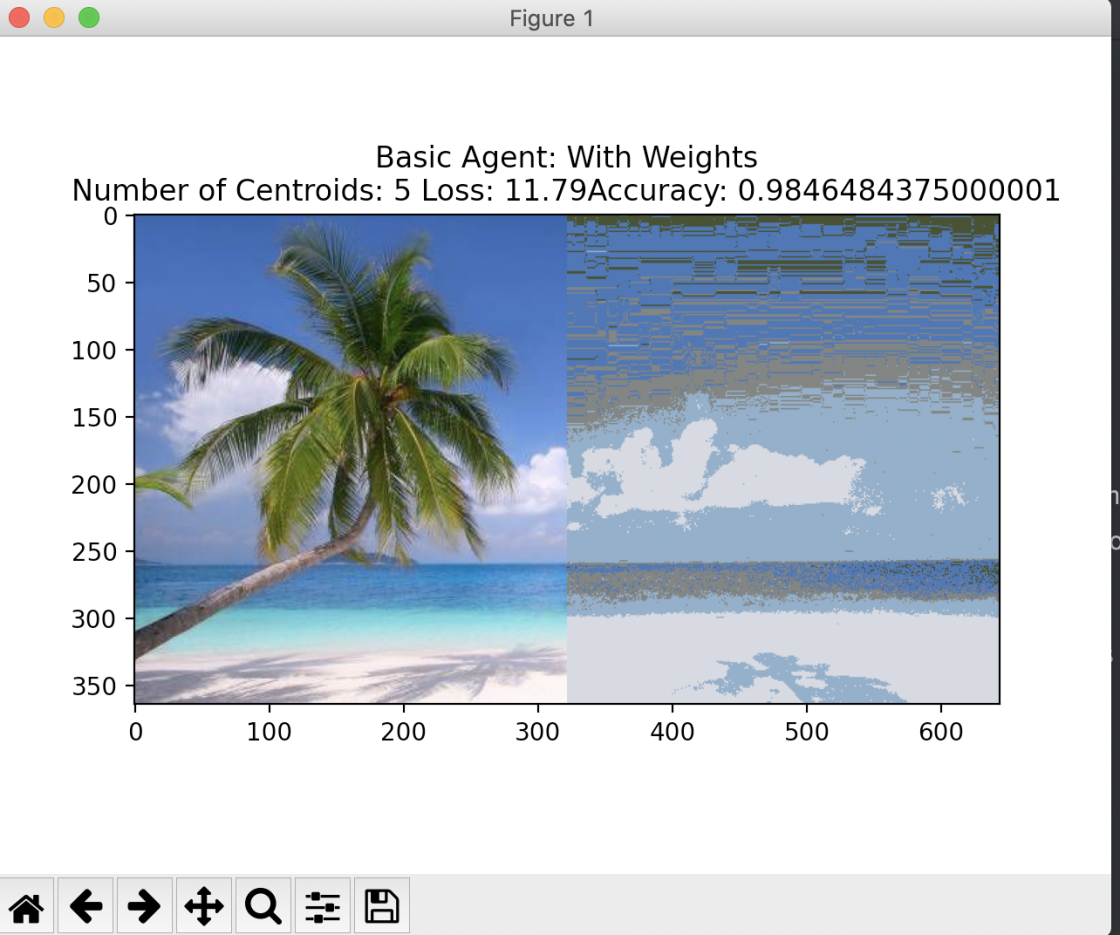 Figure 1
Basic Agent: With Weights
Number of Centroids: 5 Loss: 11.79Accuracy: 0.9846484375000001
0
50
100
150
200
250
300
350
0 100 200 300 400 500 600